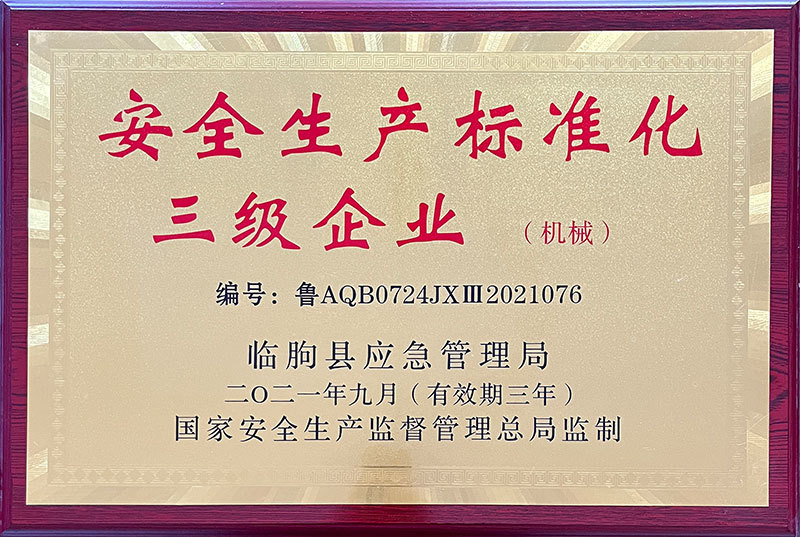 安全生产标准化
三级企业 （机械）
编号：鲁AQB0724JXⅢ2021076
临朐县应急管理局
二O二一年九月（有效期三年）
国家安全生产监督管理总局监制